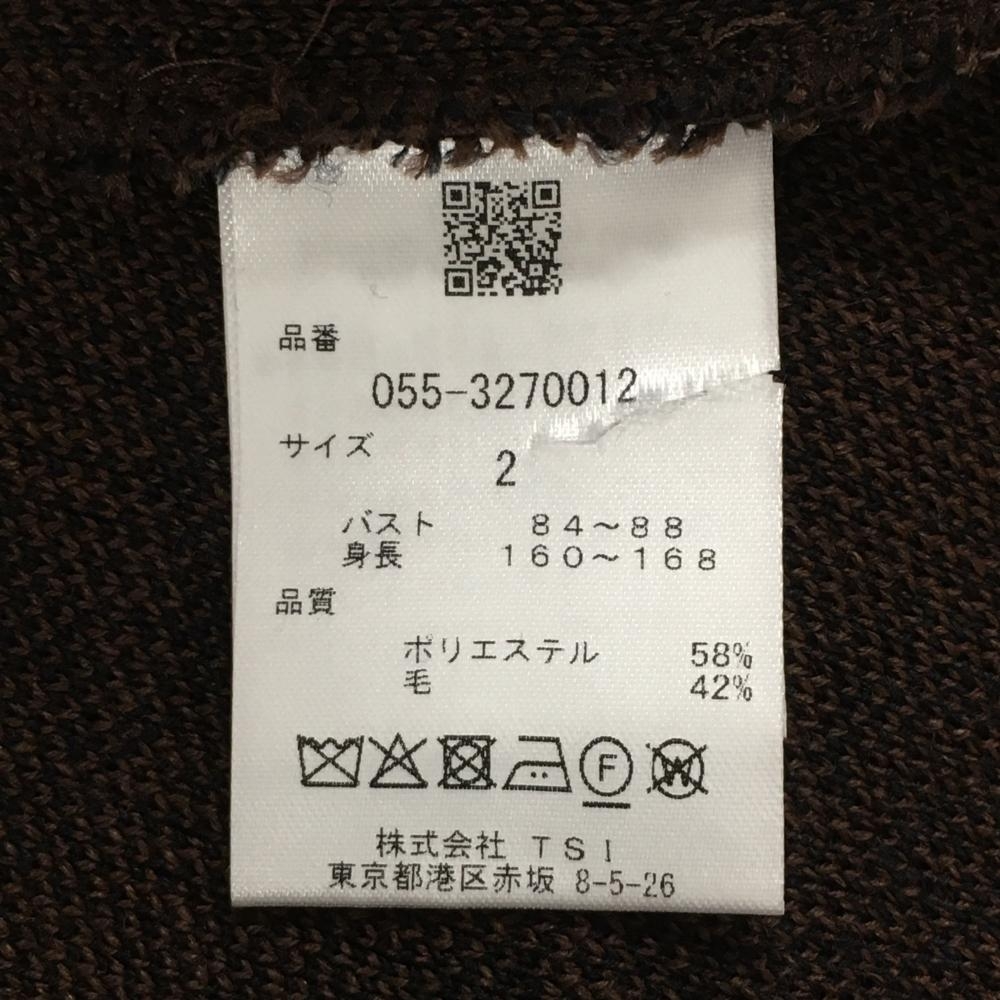 品番
055-3270012
サイズ
2
バスト 84～88
身長 160～168
品質
ポリエステル 58%
毛 42%
F W
株式会社 TSI
東京都港区赤坂 8-5-26